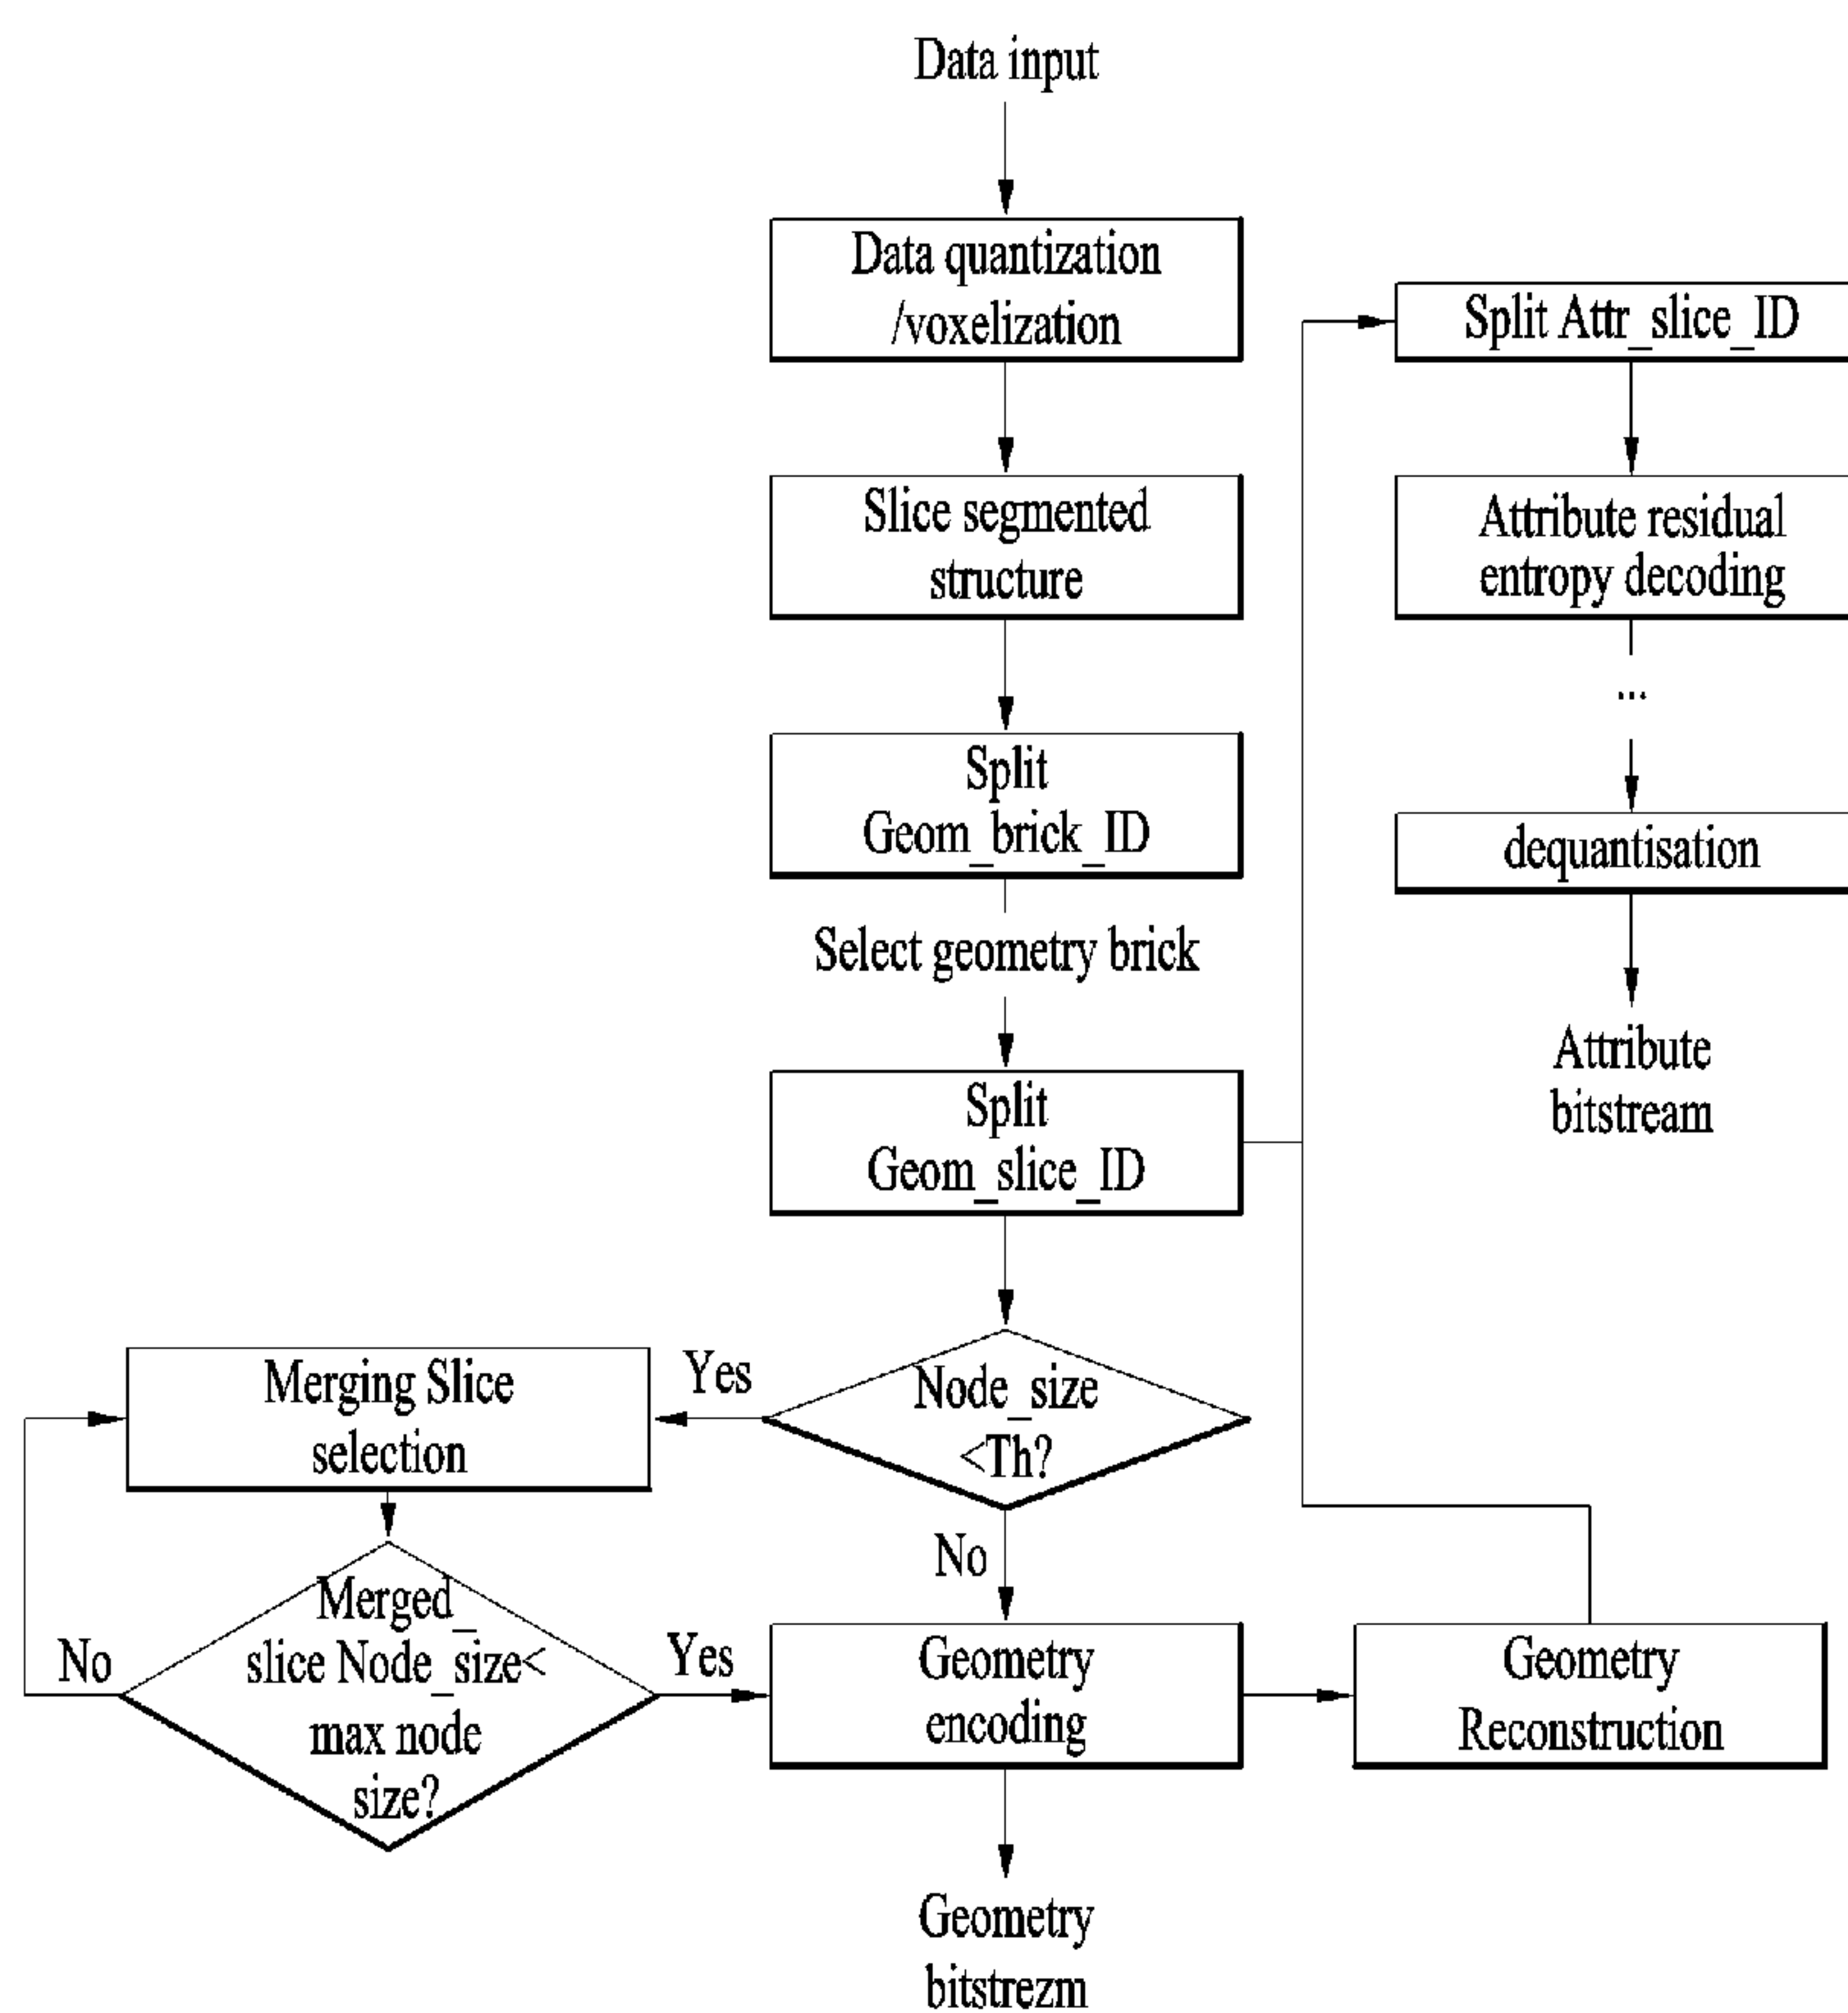 Data input
Data quantization
/voxelization
Slice segmented
structure
Split
Geom_brick_ID
Select geometry brick
Split
Geom_slice_ID
Node_size
<Th?
Yes
No
Merging Slice
selection
Merged_
slice Node_size<
max node
size?
No
Yes
Geometry
encoding
Geometry
bitstrezm
Geometry
Reconstruction
Split Attr_slice_ID
Attribute residual
entropy decoding
...
dequantisation
Attribute
bitstream